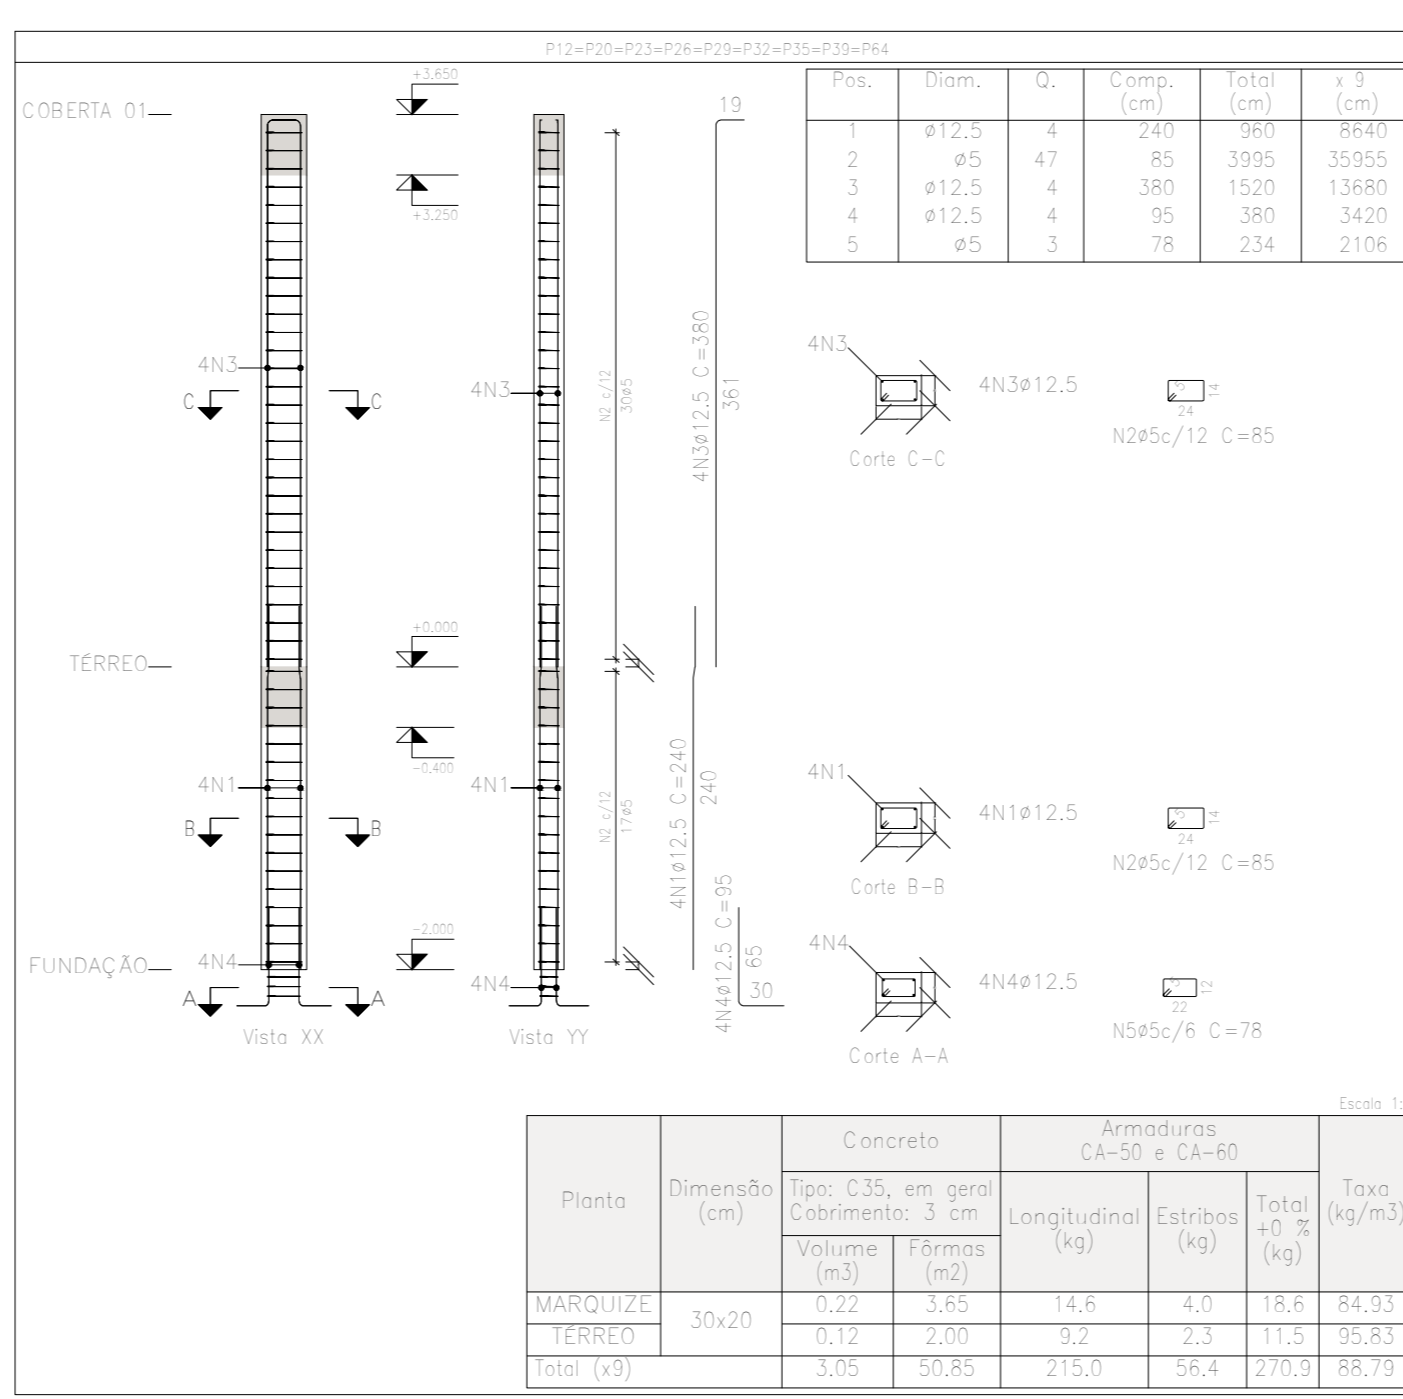 P12=P20=P23=P26=P29=P32=P35=P39=P64
Pos. Diam. Q. Comp. (cm) Total (cm) x 9 (cm)
1 ø12.5 4 240 960 8640
2 ø5 47 85 3995 35955
3 ø12.5 4 380 1520 13680
4 ø12.5 4 95 380 3420
5 ø5 3 78 234 2106
COBERTA 01
+3.650
+3.250
19
4N3
C C
4N3
N2 c/12
30ø5
4N3ø12.5 C=380
361
4N3
4N3ø12.5
Corte C-C
5
14
24
N2ø5c/12 C=85
TÉRREO
+0.000
-0.400
4N1
B B
4N1
N2 c/12
17ø5
4N1ø12.5 C=240
240
4N1
4N1ø12.5
Corte B-B
5
14
24
N2ø5c/12 C=85
FUNDAÇÃO
-2.000
4N4
A A
4N4
4N4ø12.5 C=95
65
30
4N4
4N4ø12.5
Corte A-A
5
12
22
N5ø5c/6 C=78
Vista XX
Vista YY
Escala 1:
Planta
Dimensão
(cm)
Concreto
Tipo: C35, em geral
Cobrimento: 3 cm
Volume
(m3)
Fôrmas
(m2)
Armaduras
CA-50 e CA-60
Longitudinal
(kg)
Estribos
(kg)
Total
+0 %
(kg)
Taxa
(kg/m3)
MARQUIZE 30x20 0.22 3.65 14.6 4.0 18.6 84.93
TÉRREO 0.12 2.00 9.2 2.3 11.5 95.83
Total (x9) 3.05 50.85 215.0 56.4 270.9 88.79